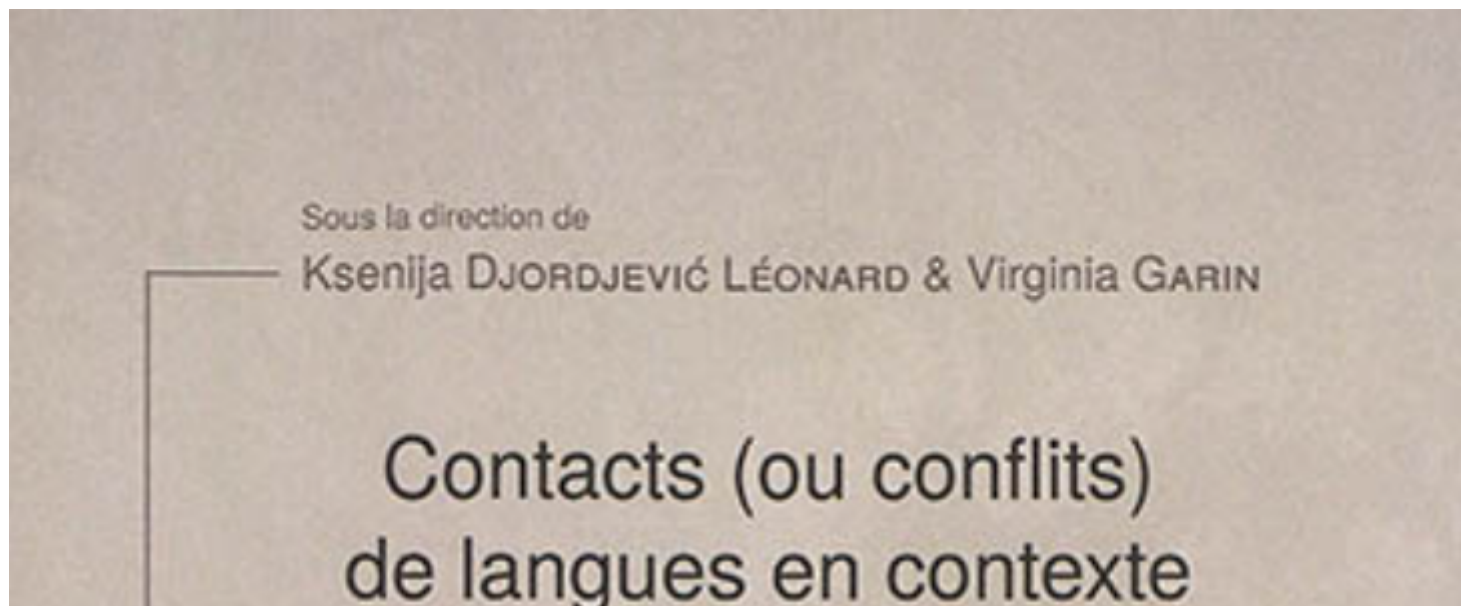 Sous la direction de
Ksenija DJORDJEVIĆ LÉONARD & Virginia GARIN
Contacts (ou conflits)
de langues en contexte